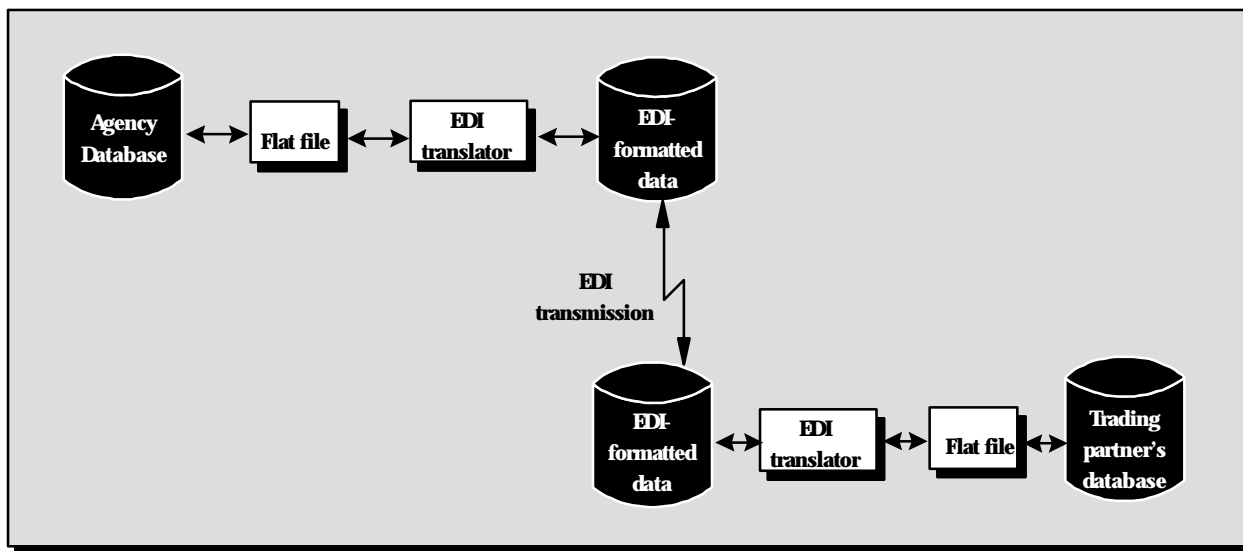 Agency
Database
Flat file
EDI
translator
EDI-
formatted
data
EDI
transmission
EDI-
formatted
data
EDI
translator
Flat file
Trading
partner's
database